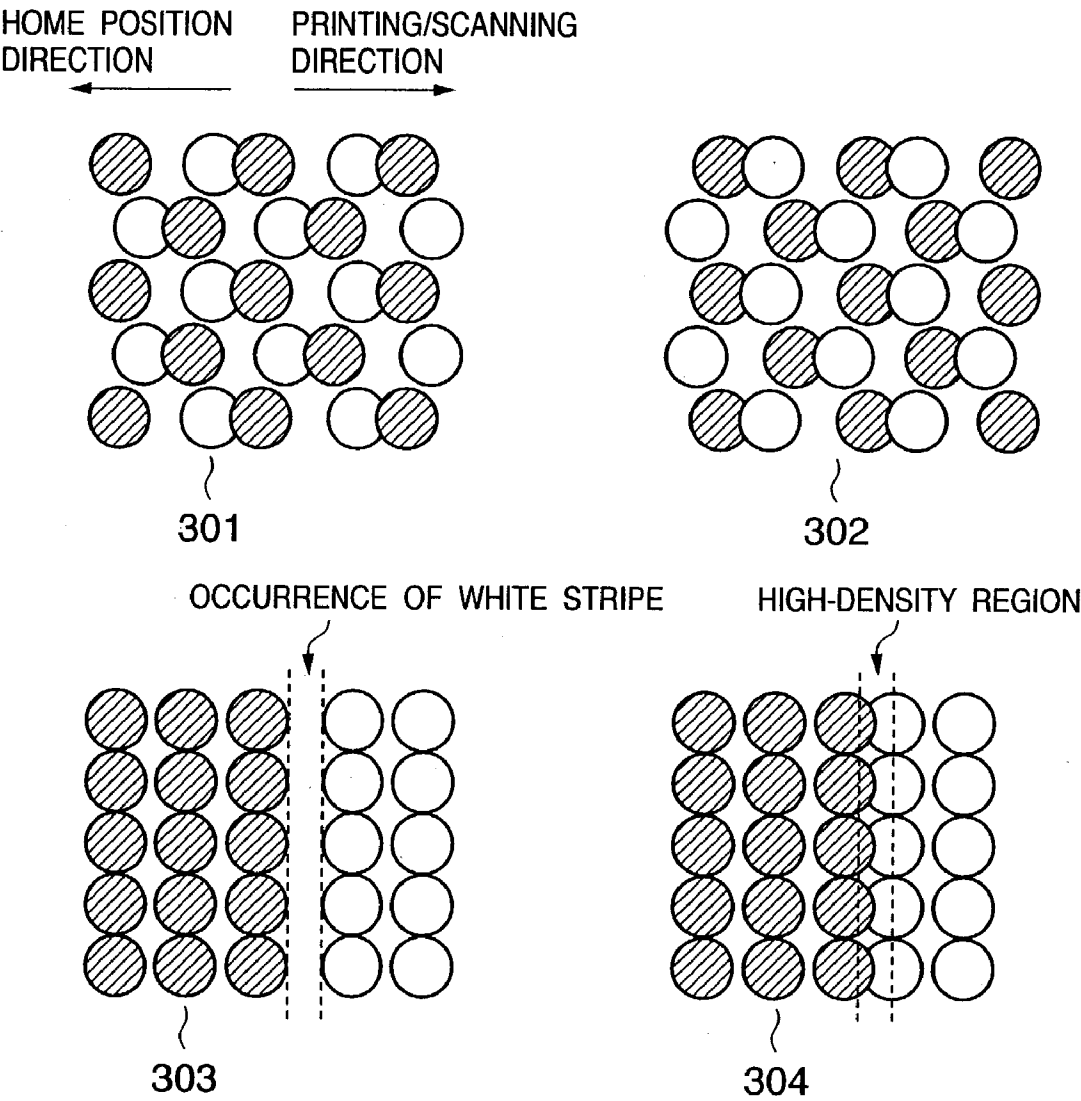 HOME POSITION
DIRECTION
PRINTING/SCANNING
DIRECTION
301
302
OCCURRENCE OF WHITE STRIPE
HIGH-DENSITY REGION
303
304